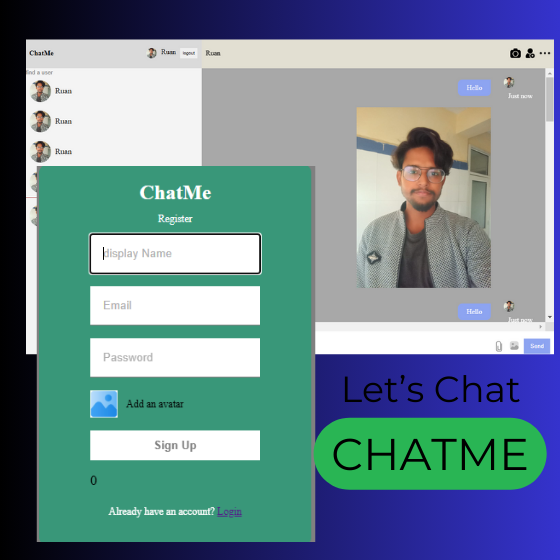 ChatMe
Ruan
logout
Ruan
find a user
Ruan
Ruan
Ruan
Hello
Just now
Hello
Just now
Send
ChatMe
Register
display Name
Email
Password
Add an avatar
Sign Up
0
Already have an account? Login
Let's Chat
CHATME